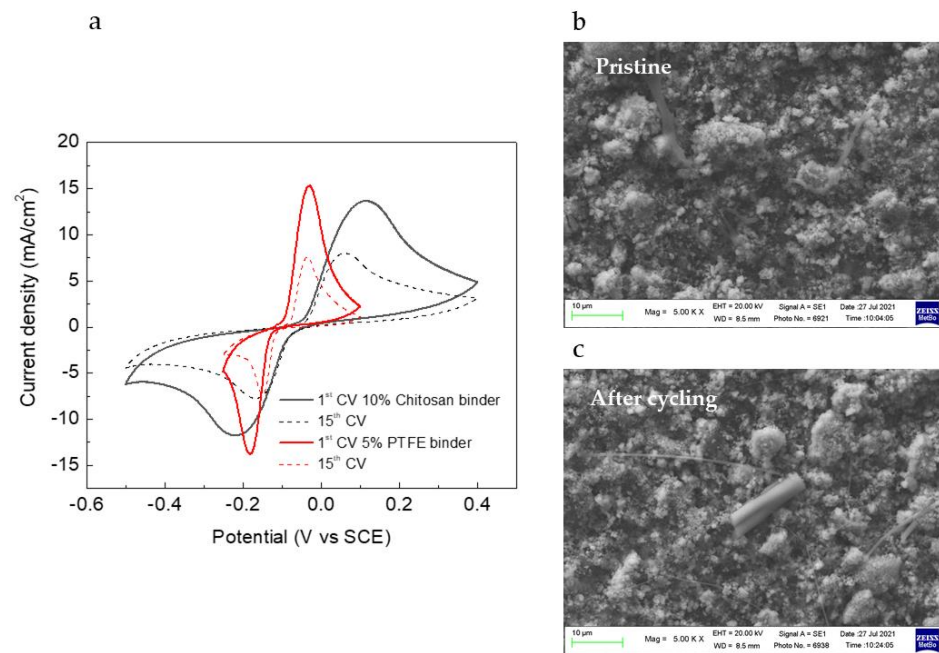 a
b
c
20
15
10
5
0
-5
-10
-15
-0.6
-0.4
-0.2
0.0
0.2
0.4
Current density (mA/cm²)
Potential (V vs SCE)
1st CV 10% Chitosan binder
15th CV
1st CV 5% PTFE binder
15th CV
Pristine
10 µm
Mag = 5.00 K X
EHT = 20.00 kV
WD = 8.5 mm
Signal A = SE1
Photo No. = 6921
Date :27 Jul 2021
Time :10:04:05
ZEISS
MetBo
After cycling
10 µm
Mag = 5.00 K X
EHT = 20.00 kV
WD = 8.5 mm
Signal A = SE1
Photo No. = 6938
Date :27 Jul 2021
Time :10:24:05
ZEISS
MetBo